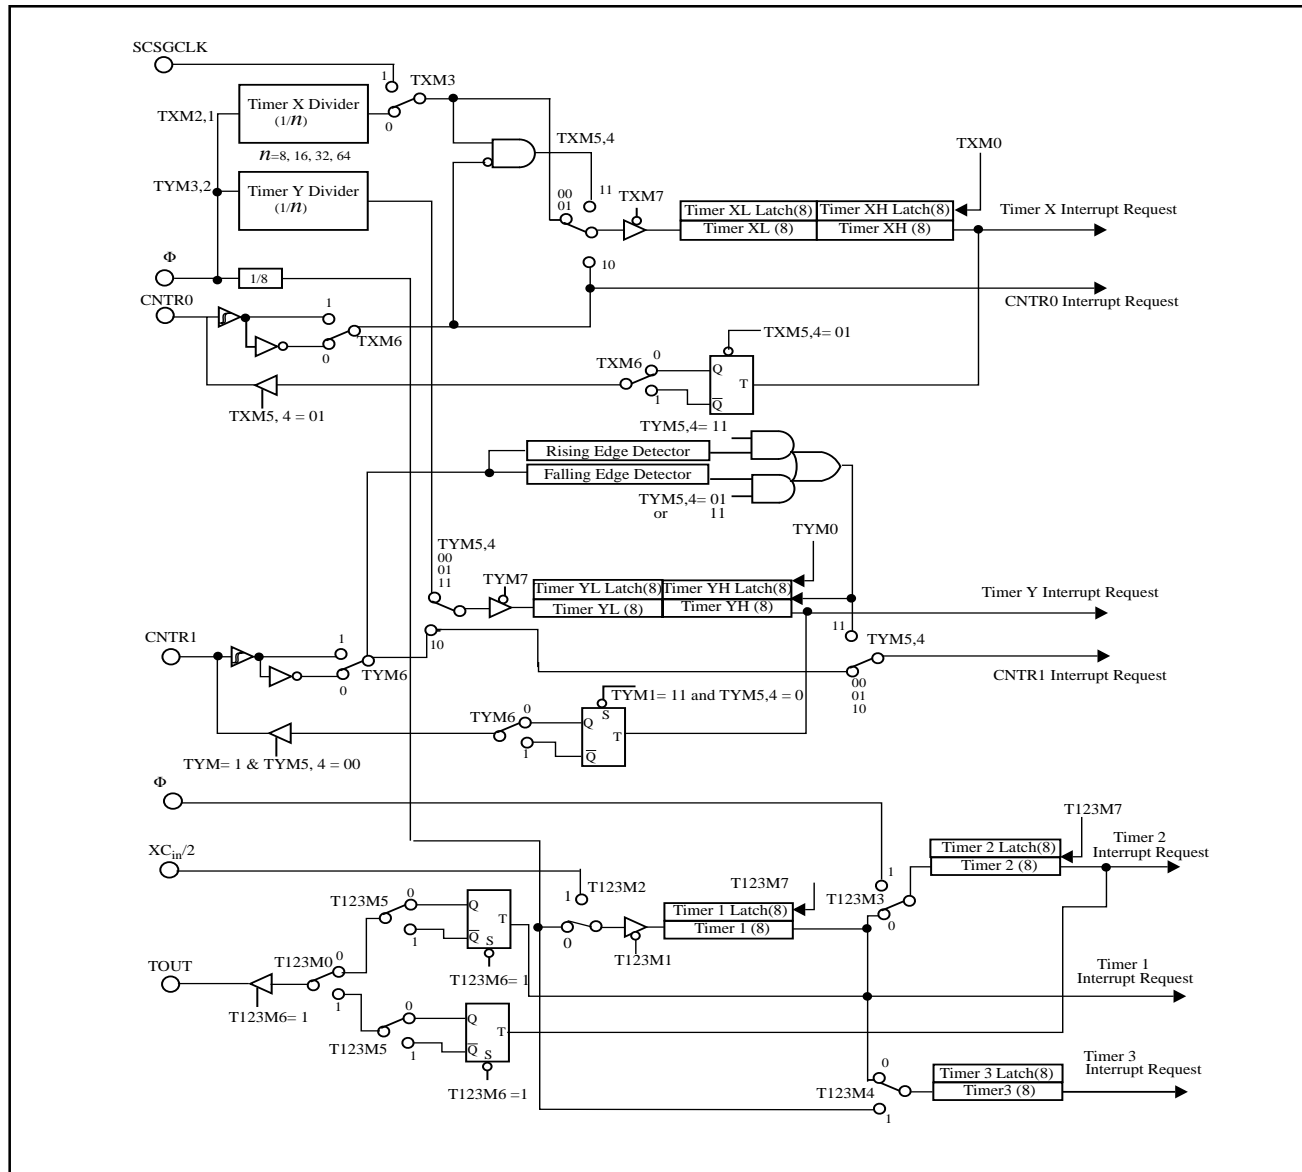 SCSGCLK
1
TXM3
TXM2,1
Timer X Divider
(1/n)
0
n=8, 16, 32, 64
TXM5,4
TXM0
TYM3,2
Timer Y Divider
(1/n)
00
01
11
TXM7
Timer XL Latch(8)
Timer XH Latch(8)
Timer XL (8)
Timer XH (8)
Timer X Interrupt Request
Φ
1/8
10
CNTR0
1
CNTR0 Interrupt Request
TXM6
0
TXM5,4= 01
TXM6
0
Q
T
1
Q
TXM5, 4 = 01
TYM5,4= 11
Rising Edge Detector
Falling Edge Detector
TYM5,4= 01
or 11
TYM0
TYM5,4
00
01
11
TYM7
Timer YL Latch(8)
Timer YH Latch(8)
Timer YL (8)
Timer YH (8)
Timer Y Interrupt Request
11
TYM5,4
CNTR1
1
10
TYM6
0
CNTR1 Interrupt Request
00
01
10
TYM1= 11 and TYM5,4 = 0
TYM6
0
Q
S
T
1
Q
TYM= 1 & TYM5, 4 = 00
Φ
T123M7
Timer 2 Latch(8)
Timer 2 (8)
Timer 2
Interrupt Request
XCin/2
1
T123M2
T123M7
1
T123M3
0
T123M5
0
Q
T
1
Q
S
Timer 1 Latch(8)
Timer 1 (8)
0
T123M1
T123M6= 1
TOUT
T123M0
0
1
T123M6= 1
Timer 1
Interrupt Request
0
Q
T
T123M5
1
Q
S
T123M6 =1
T123M4
0
1
Timer 3 Latch(8)
Timer3 (8)
Timer 3
Interrupt Request